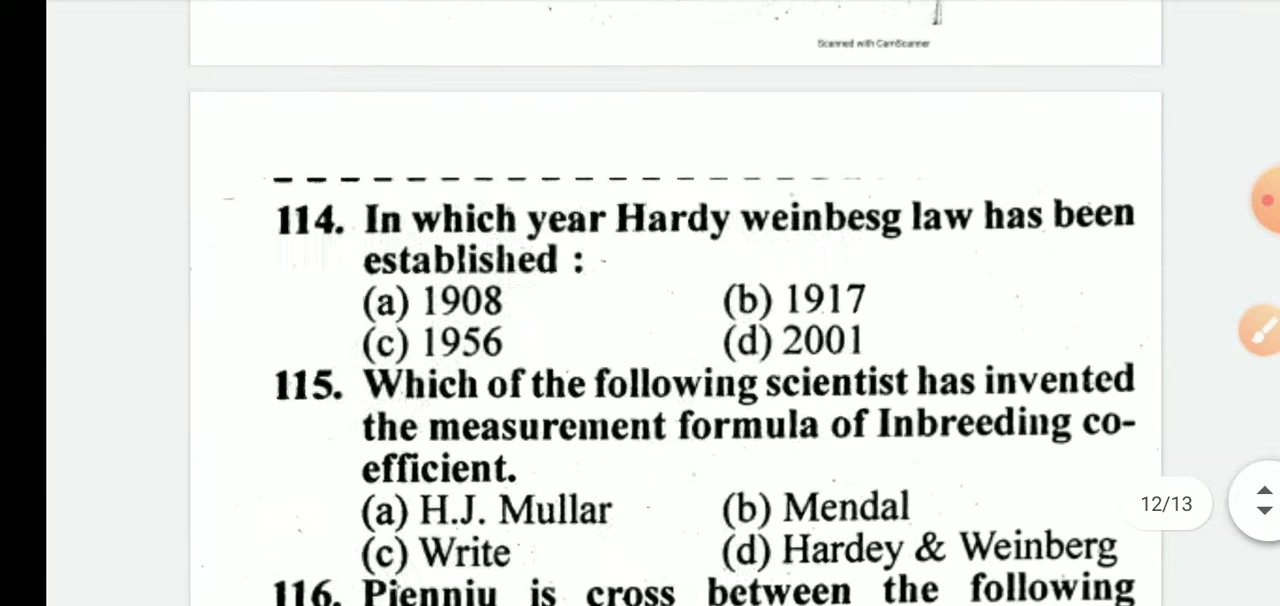 Scanned with CamScanner
114. In which year Hardy weinbesg law has been
established :
(a) 1908 (b) 1917
(c) 1956 (d) 2001
115. Which of the following scientist has invented
the measurement formula of Inbreeding co-
efficient.
(a) H.J. Mullar (b) Mendal
12/13
(c) Write (d) Hardey & Weinberg
116. Pienniu is cross between the following